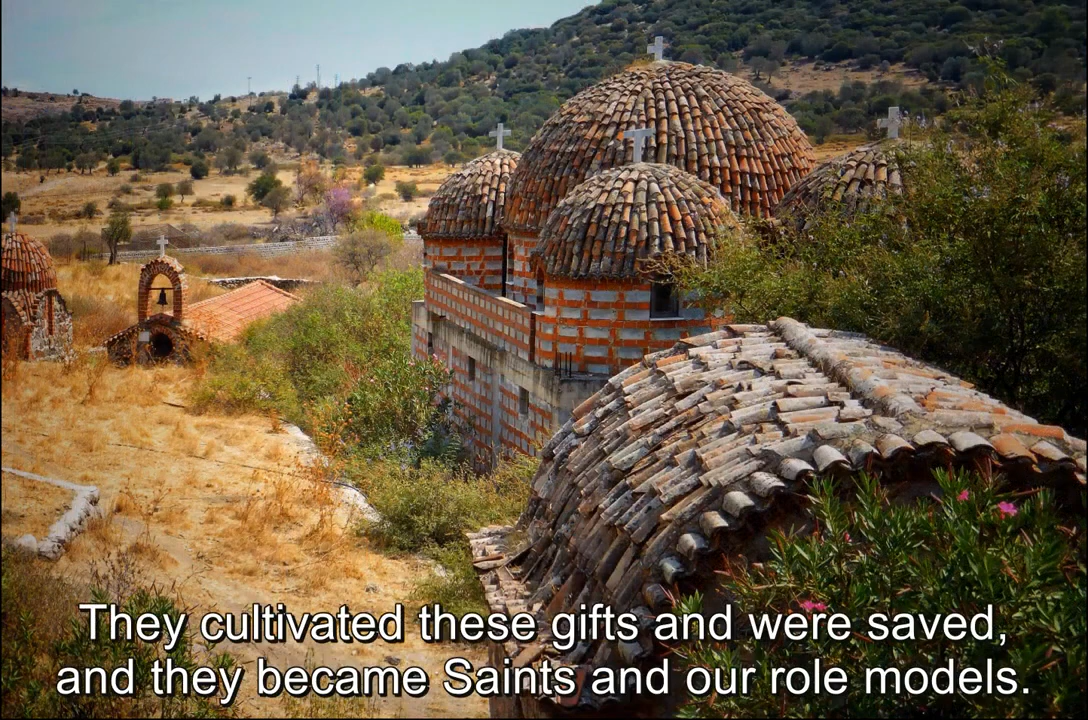 They cultivated these gifts and were saved,
and they became Saints and our role models.